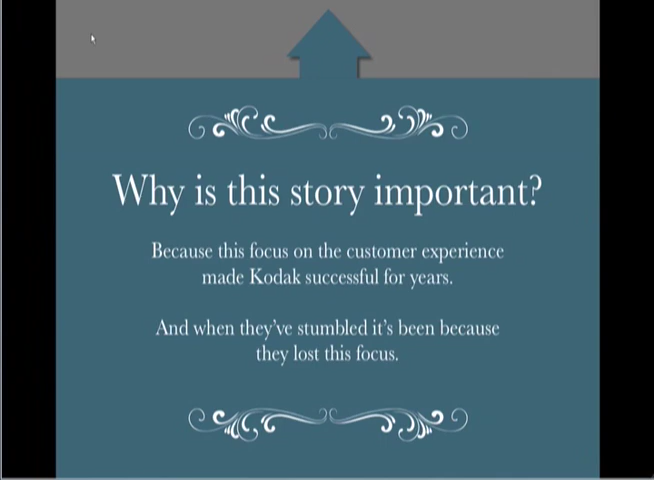 Why is this story important?
Because this focus on the customer experience
made Kodak successful for years.
And when they've stumbled it's been because
they lost this focus.